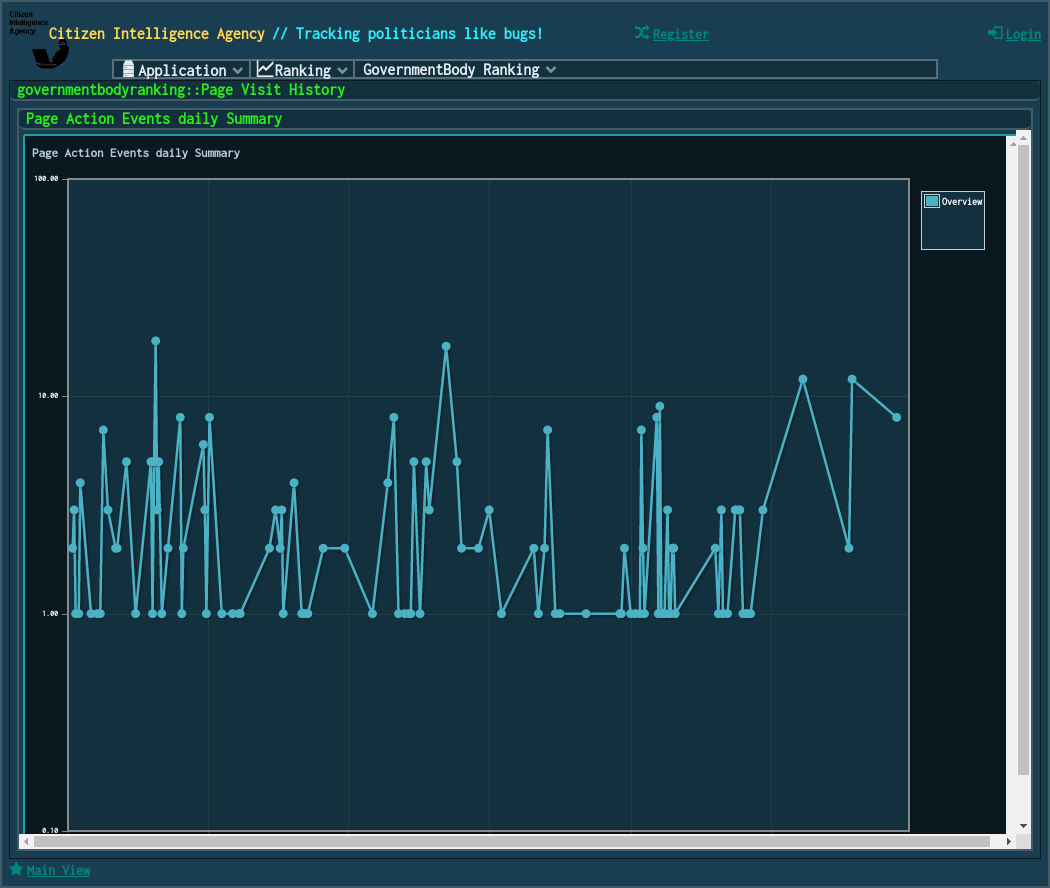 Citizen
Intelligence
Agency
Citizen Intelligence Agency // Tracking politicians like bugs!
Register
Login
Application
Ranking
GovernmentBody Ranking
governmentbodyranking::Page Visit History
Page Action Events daily Summary
Page Action Events daily Summary
100.00
Overview
10.00
1.00
0.10
Main View